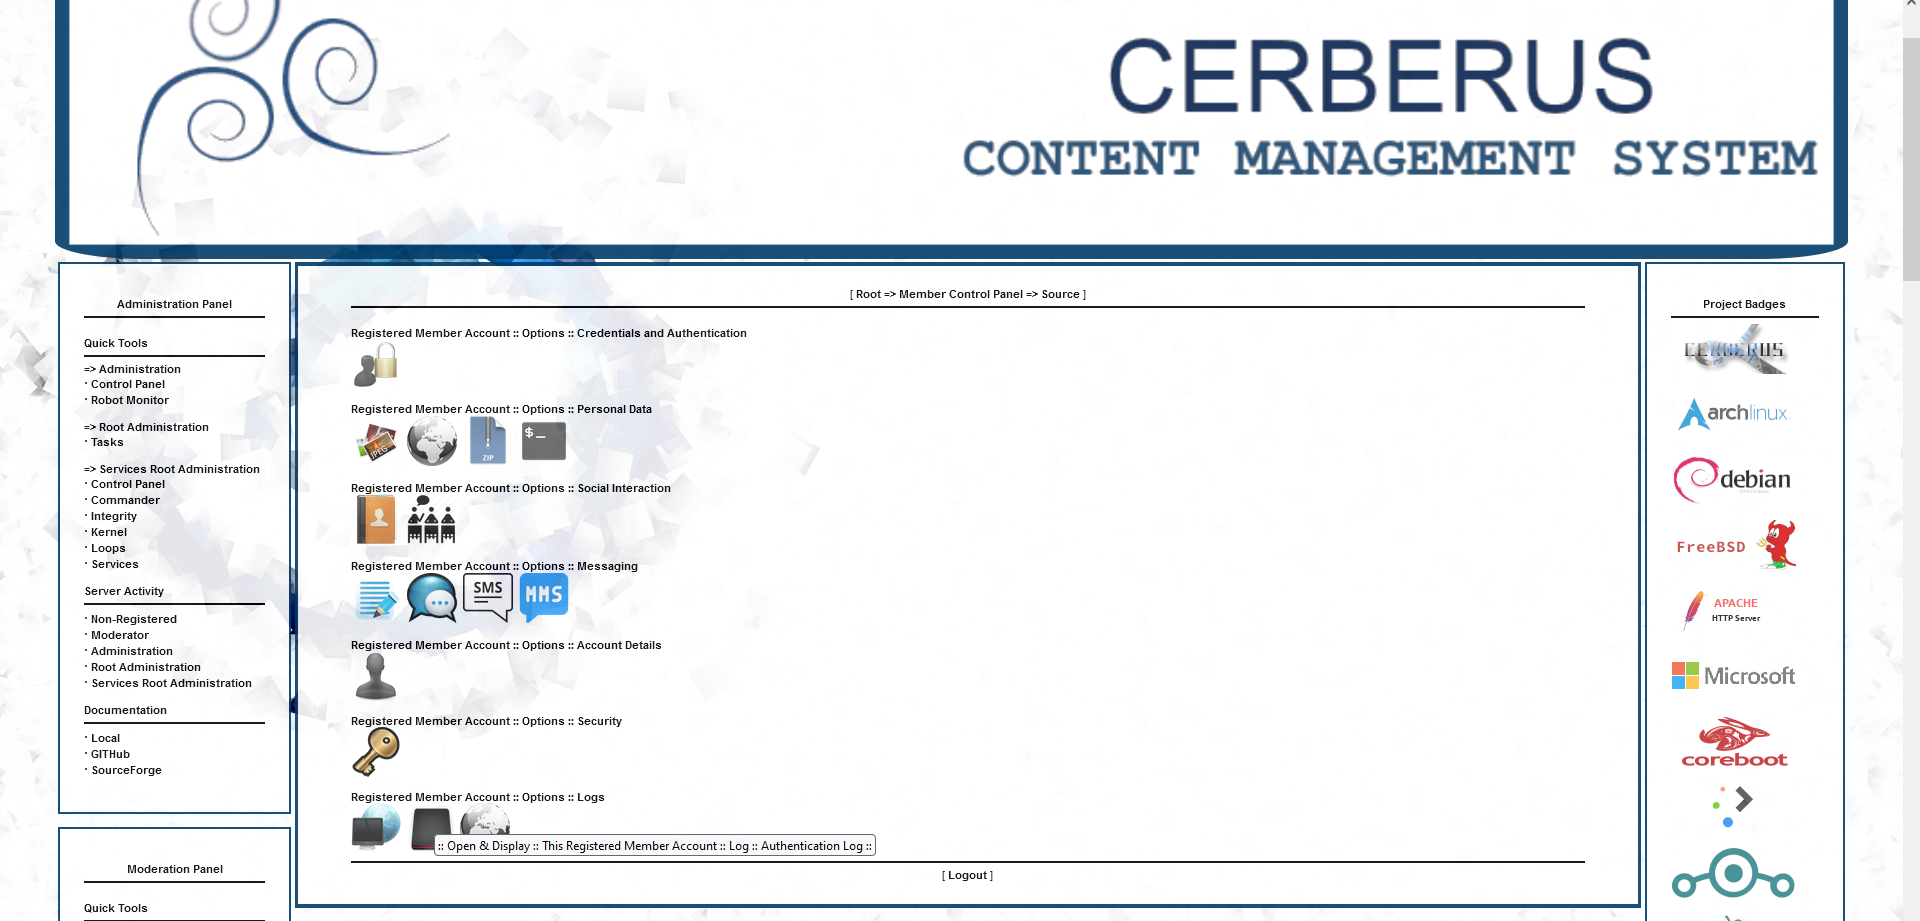 CERBERUS
CONTENT MANAGEMENT SYSTEM
Administration Panel
Quick Tools
=> Administration
· Control Panel
· Robot Monitor
=> Root Administration
· Tasks
=> Services Root Administration
· Control Panel
· Commander
· Integrity
· Kernel
· Loops
· Services
Server Activity
· Non-Registered
· Moderator
· Administration
· Root Administration
· Services Root Administration
Documentation
· Local
· GITHub
· SourceForge
Moderation Panel
Quick Tools
[ Root => Member Control Panel => Source ]
Registered Member Account :: Options :: Credentials and Authentication
Registered Member Account :: Options :: Personal Data
JPEG
ZIP
$_
Registered Member Account :: Options :: Social Interaction
Registered Member Account :: Options :: Messaging
SMS
MMS
Registered Member Account :: Options :: Account Details
Registered Member Account :: Options :: Security
Registered Member Account :: Options :: Logs
:: Open & Display :: This Registered Member Account :: Log :: Authentication Log ::
[ Logout ]
Project Badges
CERBERUS
archlinux
debian
FreeBSD
APACHE
HTTP Server
Microsoft
coreboot